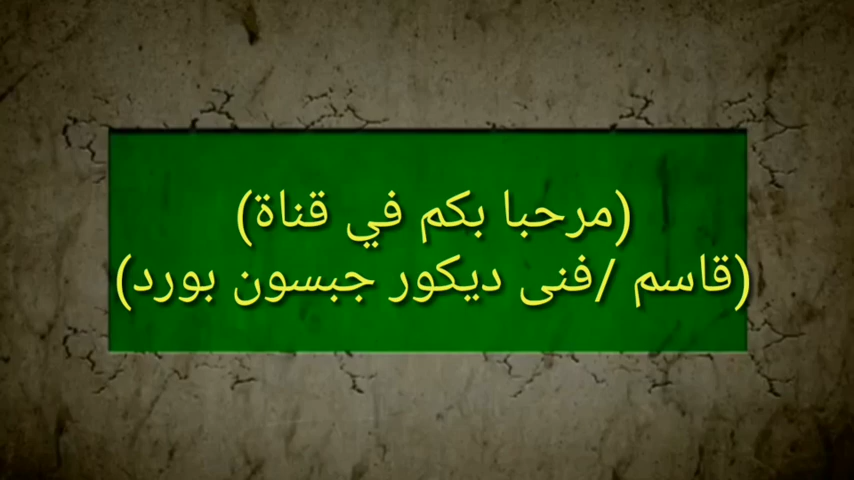 (مرحبا بكم في قناة)
(قاسم /فنى ديكور جبسون بورد)